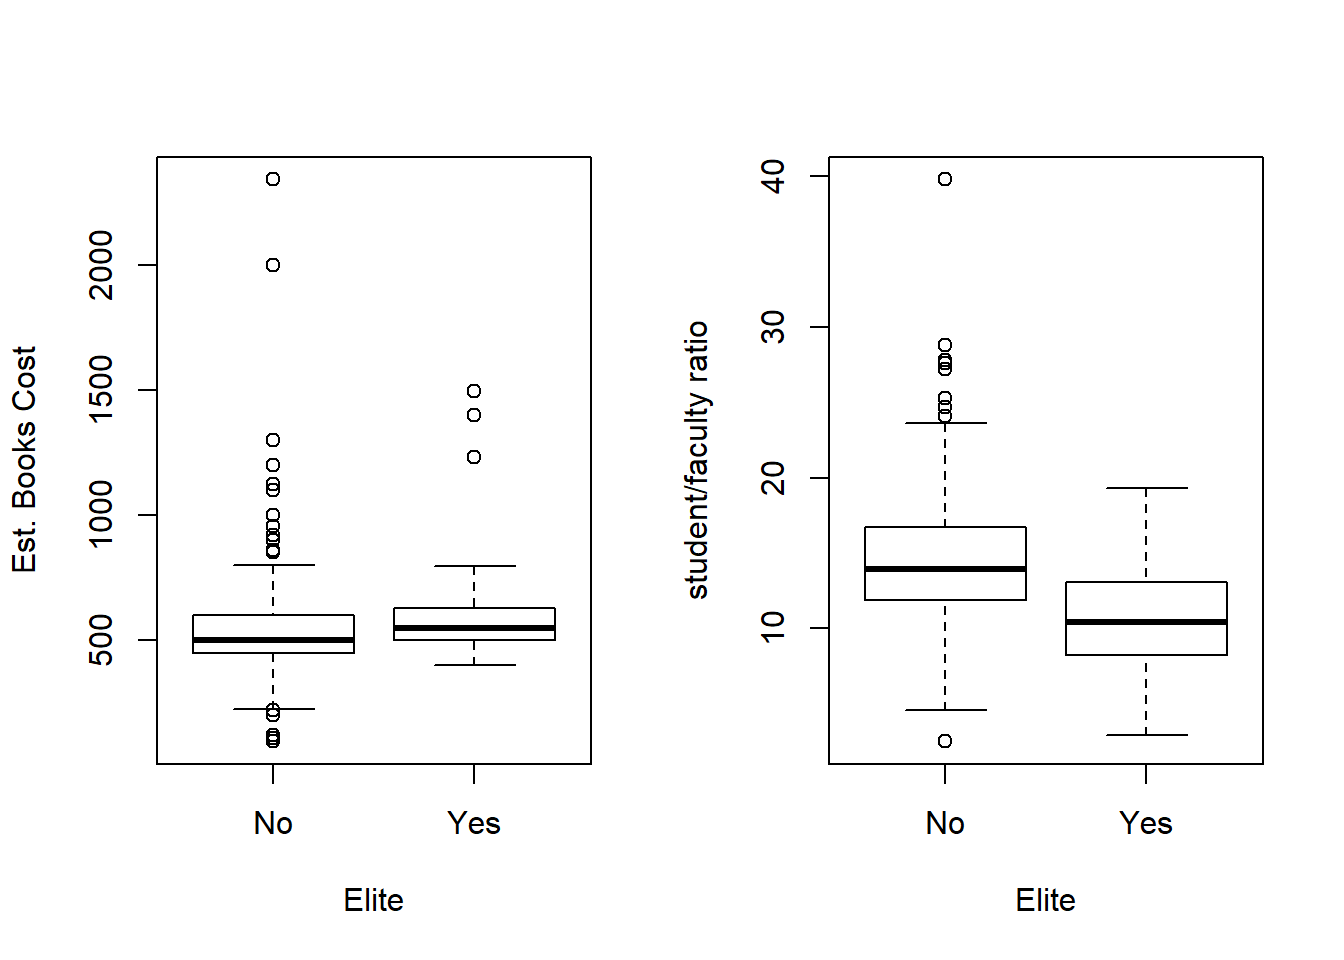 Est. Books Cost
2000
1500
1000
500
No Yes
Elite
student/faculty ratio
40
30
20
10
No Yes
Elite